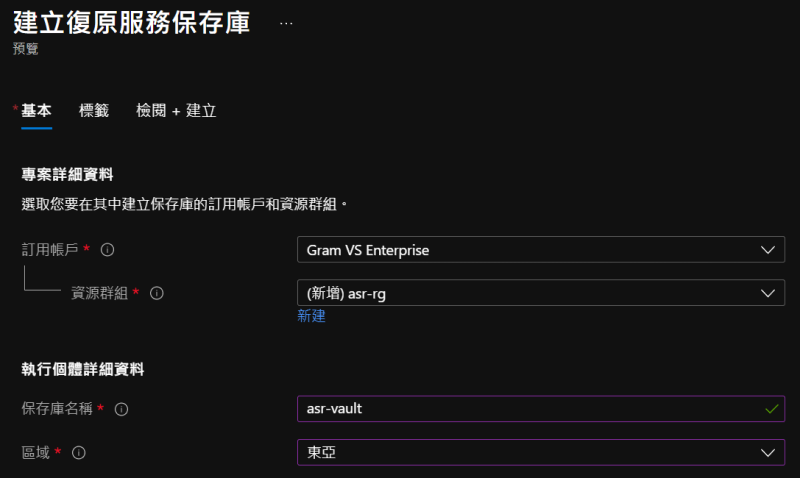 建立復原服務保存庫 ...
預覽
* 基本 標籤 檢閱 + 建立
專案詳細資料
選取您要在其中建立保存庫的訂用帳戶和資源群組。
訂用帳戶 * Gram VS Enterprise
資源群組 * (新增) asr-rg
新建
執行個體詳細資料
保存庫名稱 * asr-vault
區域 * 東亞